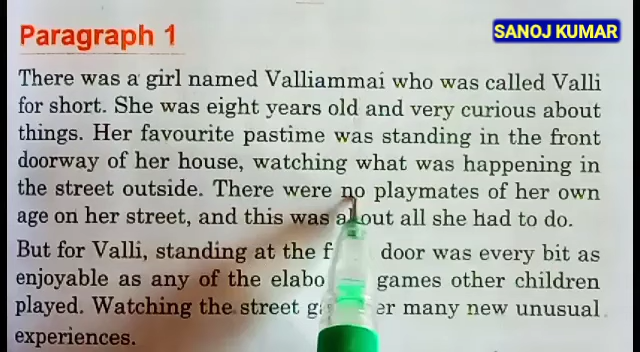 Paragraph 1
SANOJ KUMAR
There was a girl named Valliammai who was called Valli
for short. She was eight years old and very curious about
things. Her favourite pastime was standing in the front
doorway of her house, watching what was happening in
the street outside. There were no playmates of her own
age on her street, and this was about all she had to do.
But for Valli, standing at the door was every bit as
enjoyable as any of the games other children
played. Watching the street many new unusual
experiences.